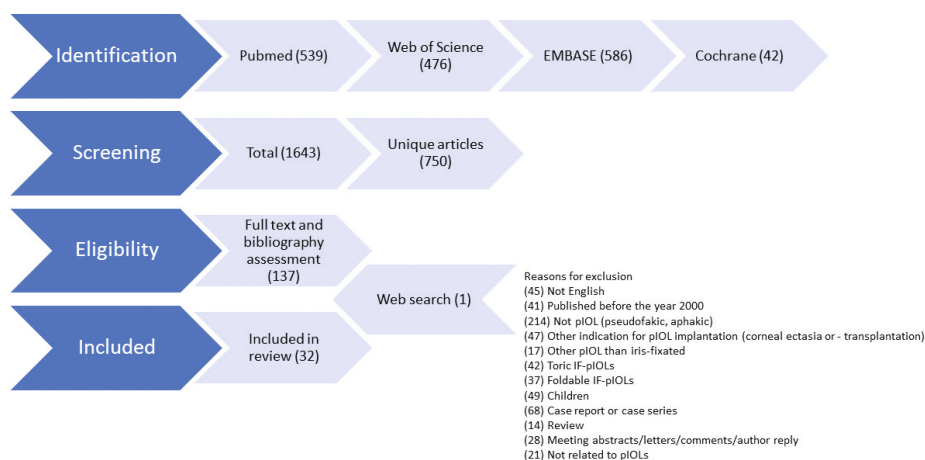 Identification
Pubmed (539)
Web of Science
(476)
EMBASE (586)
Cochrane (42)
Screening
Total (1643)
Unique articles
(750)
Eligibility
Full text and
bibliography
assessment
(137)
Web search (1)
Included
Included in
review (32)
Reasons for exclusion
(45) Not English
(41) Published before the year 2000
(214) Not pIOL (pseudofakic, aphakic)
(47) Other indication for pIOL implantation (corneal ectasia or - transplantation)
(17) Other pIOL than iris-fixated
(42) Toric IF-pIOLs
(37) Foldable IF-pIOLs
(49) Children
(68) Case report or case series
(14) Review
(28) Meeting abstracts/letters/comments/author reply
(21) Not related to pIOLs